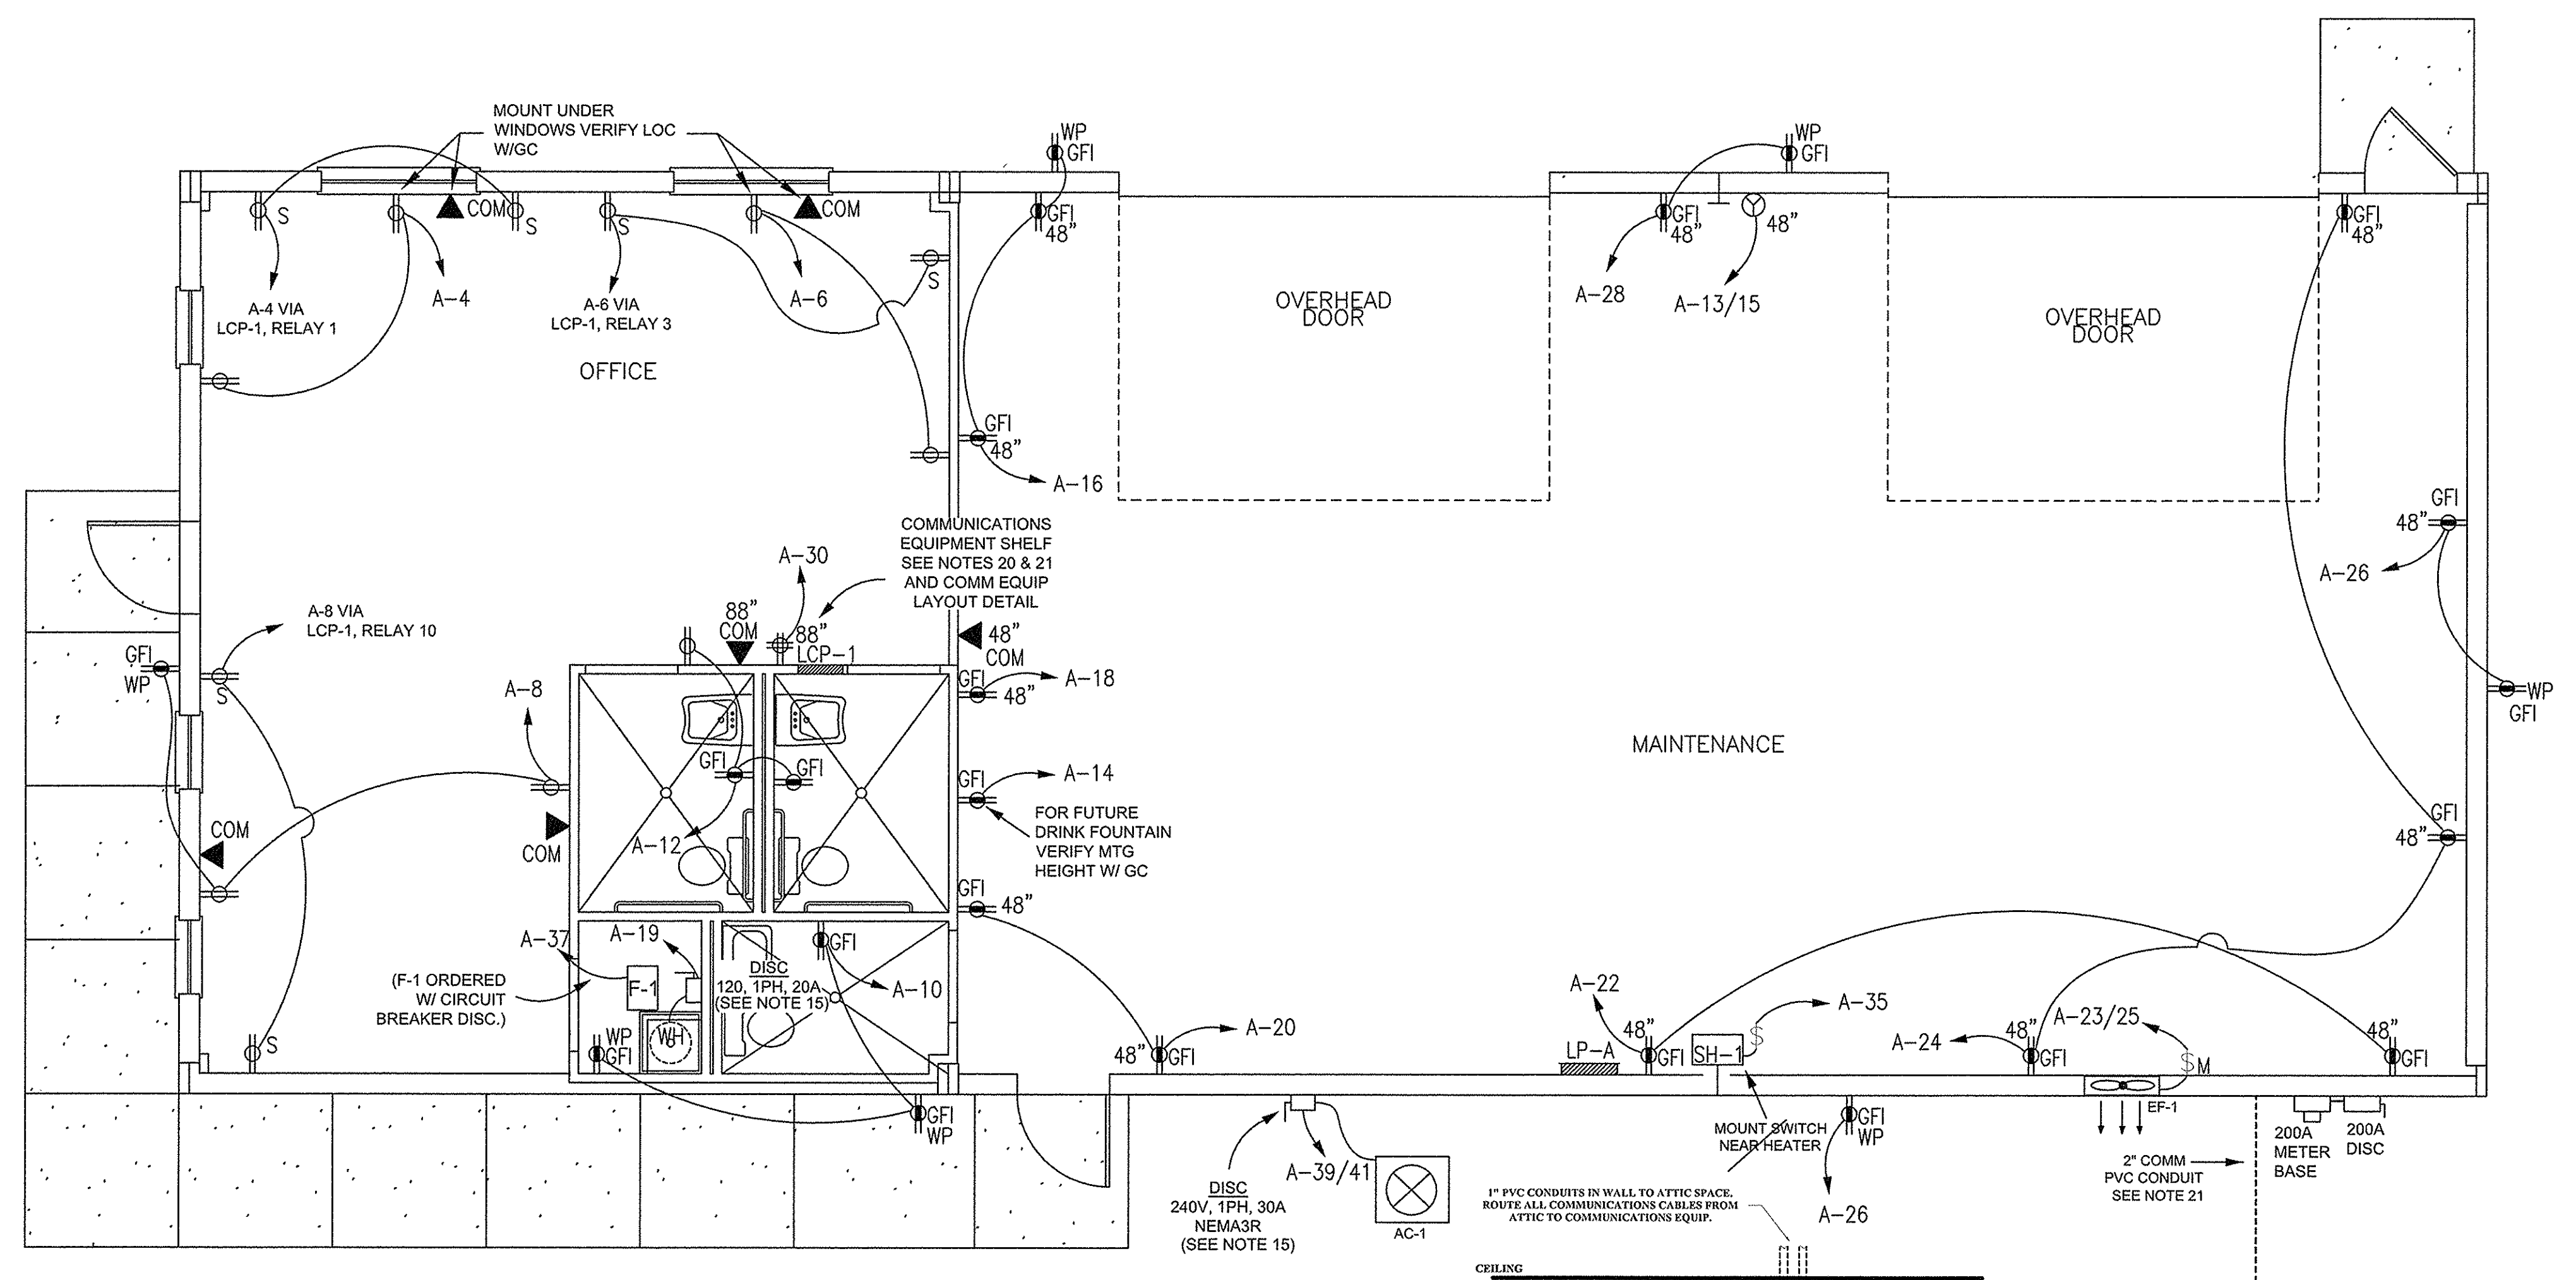 MOUNT UNDER
WINDOWS VERIFY LOC
W/GC
WP
GFI
WP
GFI
S
COM
S
COM
GFI
48"
GFI
48"
48"
GFI
48"
S
A-4 VIA
LCP-1, RELAY 1
A-4
A-6 VIA
LCP-1, RELAY 3
A-6
A-28
A-13/15
OVERHEAD
DOOR
OVERHEAD
DOOR
OFFICE
GFI
48"
A-16
GFI
48"
A-26
COMMUNICATIONS
EQUIPMENT SHELF
SEE NOTES 20 & 21
AND COMM EQUIP
LAYOUT DETAIL
A-30
A-8 VIA
LCP-1, RELAY 10
88"
COM
88"
LCP-1
48"
COM
GFI
WP
S
A-8
GFI
48"
A-18
WP
GFI
MAINTENANCE
GFI
GFI
GFI
A-14
FOR FUTURE
DRINK FOUNTAIN
VERIFY MTG
HEIGHT W/ GC
COM
COM
A-12
GFI
48"
GFI
48"
A-37
A-19
GFI
(F-1 ORDERED
W/ CIRCUIT
BREAKER DISC.)
F-1
DISC
120, 1PH, 20A
(SEE NOTE 15)
A-10
S
WP
GFI
WH
48"
GFI
A-20
LP-A
A-22
48"
GFI
SH-1
$
A-35
A-24
48"
GFI
A-23/25
$M
48"
GFI
GFI
WP
EF-1
MOUNT SWITCH
NEAR HEATER
GFI
WP
A-26
200A
METER
BASE
200A
DISC
2" COMM
PVC CONDUIT
SEE NOTE 21
DISC
240V, 1PH, 30A
NEMA3R
(SEE NOTE 15)
A-39/41
AC-1
1" PVC CONDUITS IN WALL TO ATTIC SPACE.
ROUTE ALL COMMUNICATIONS CABLES FROM
ATTIC TO COMMUNICATIONS EQUIP.
CEILING